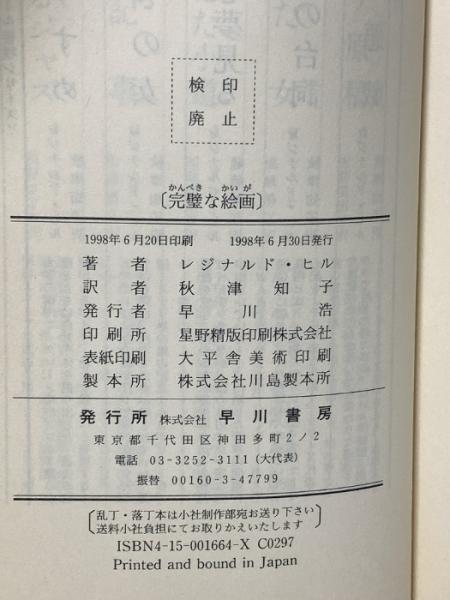 検印
廃止
かんぺき かいが
〔完璧な絵画〕
1998年6月20日印刷 1998年6月30日発行
著者 レジナルド・ヒル
訳者 秋津知子
発行者 早川浩
印刷所 星野精版印刷株式会社
表紙印刷 大平舎美術印刷
製本所 株式会社川島製本所
発行所 株式会社 早川書房
東京都千代田区神田多町2ノ2
電話 03-3252-3111(大代表)
振替 00160-3-47799
乱丁・落丁本は小社制作部宛お送り下さい
送料小社負担にてお取りかえいたします
ISBN4-15-001664-X C0297
Printed and bound in Japan